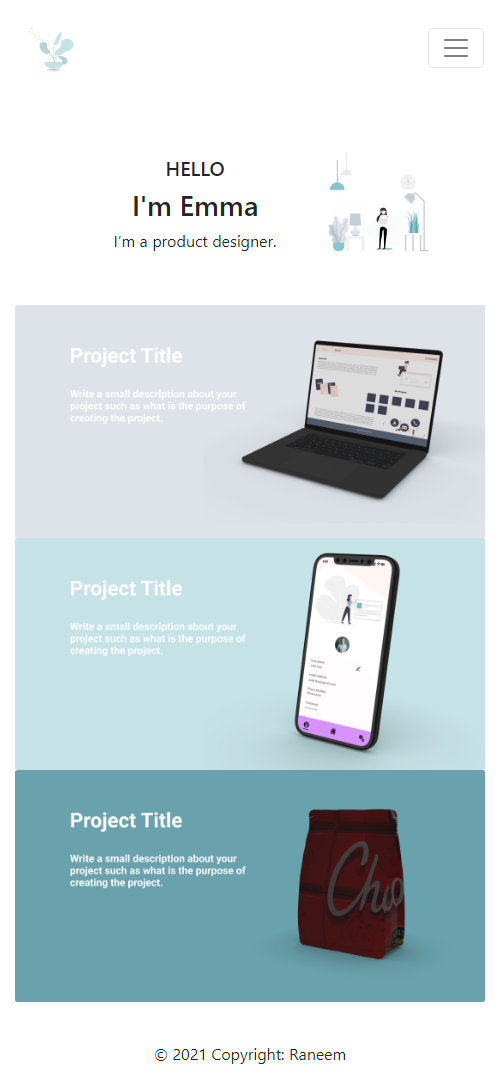 HELLO
I'm Emma
I'm a product designer.
Project Title
Write a small description about your
project such as what is the purpose of
creating the project.
Project Title
Write a small description about your
project such as what is the purpose of
creating the project.
Project Title
Write a small description about your
project such as what is the purpose of
creating the project.
© 2021 Copyright: Raneem